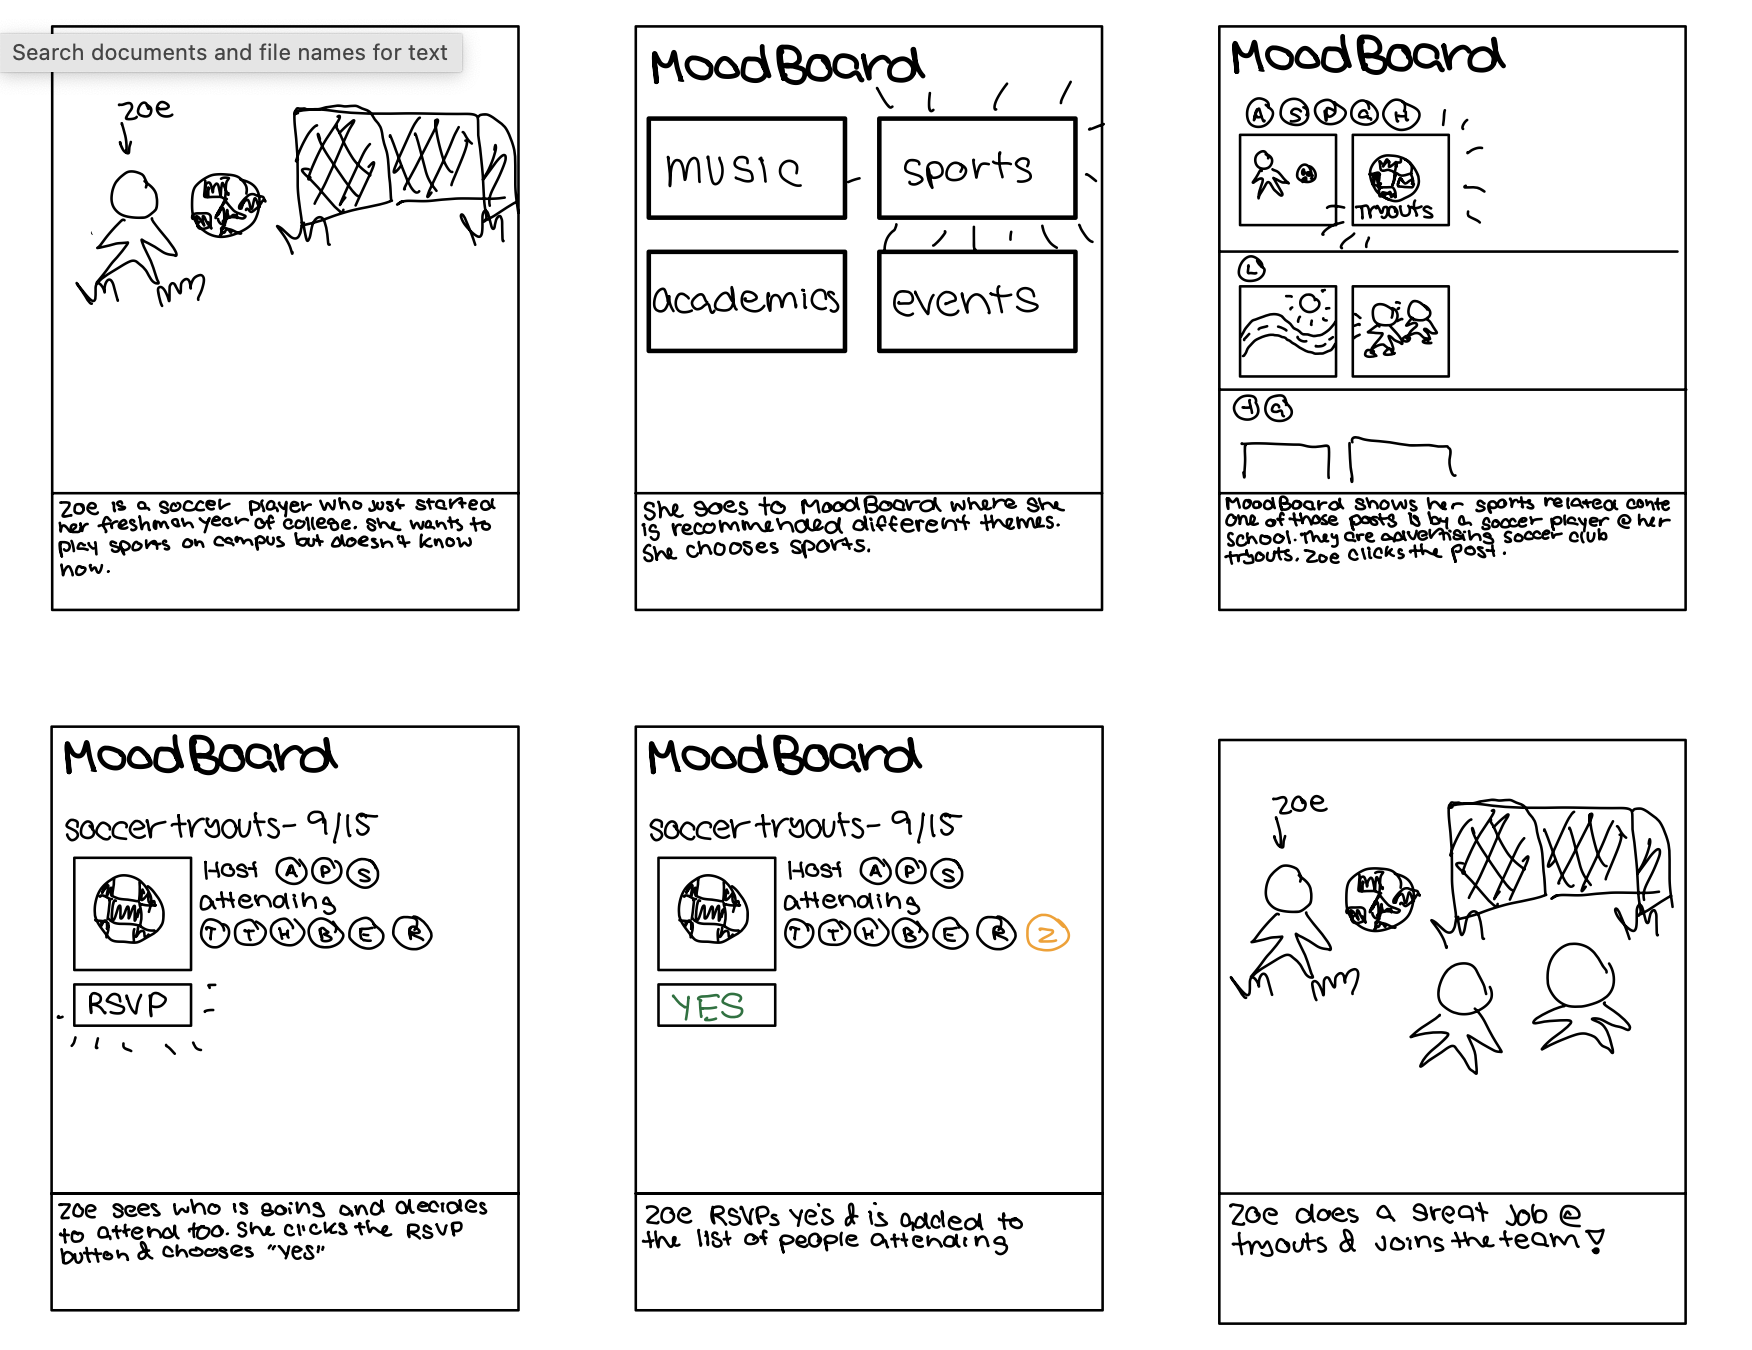 Search documents and file names for text
zoe
Zoe is a soccer player who just started
her freshman year of college. She wants to
play sports on campus but doesn't know
how.
MoodBoard
music
sports
academics
events
She goes to MoodBoard where she
is recommended different themes.
She chooses sports.
MoodBoard
A S P a H
Tryouts
L
a
MoodBoard shows her sports related conte
One of those posts is by a soccer player @ her
School. They are advertising soccer club
tryouts. Zoe clicks the post.
MoodBoard
soccer tryouts - 9/15
Host A P S
attending
T T H B E R
RSVP
Zoe sees who is going and decides
to attend too. She clicks the RSVP
button & chooses "yes"
MoodBoard
soccer tryouts - 9/15
Host A P S
attending
T T H B E R Z
YES
Zoe RSVPs yes & is added to
the list of people attending
zoe
Zoe does a great job @
tryouts & joins the team!